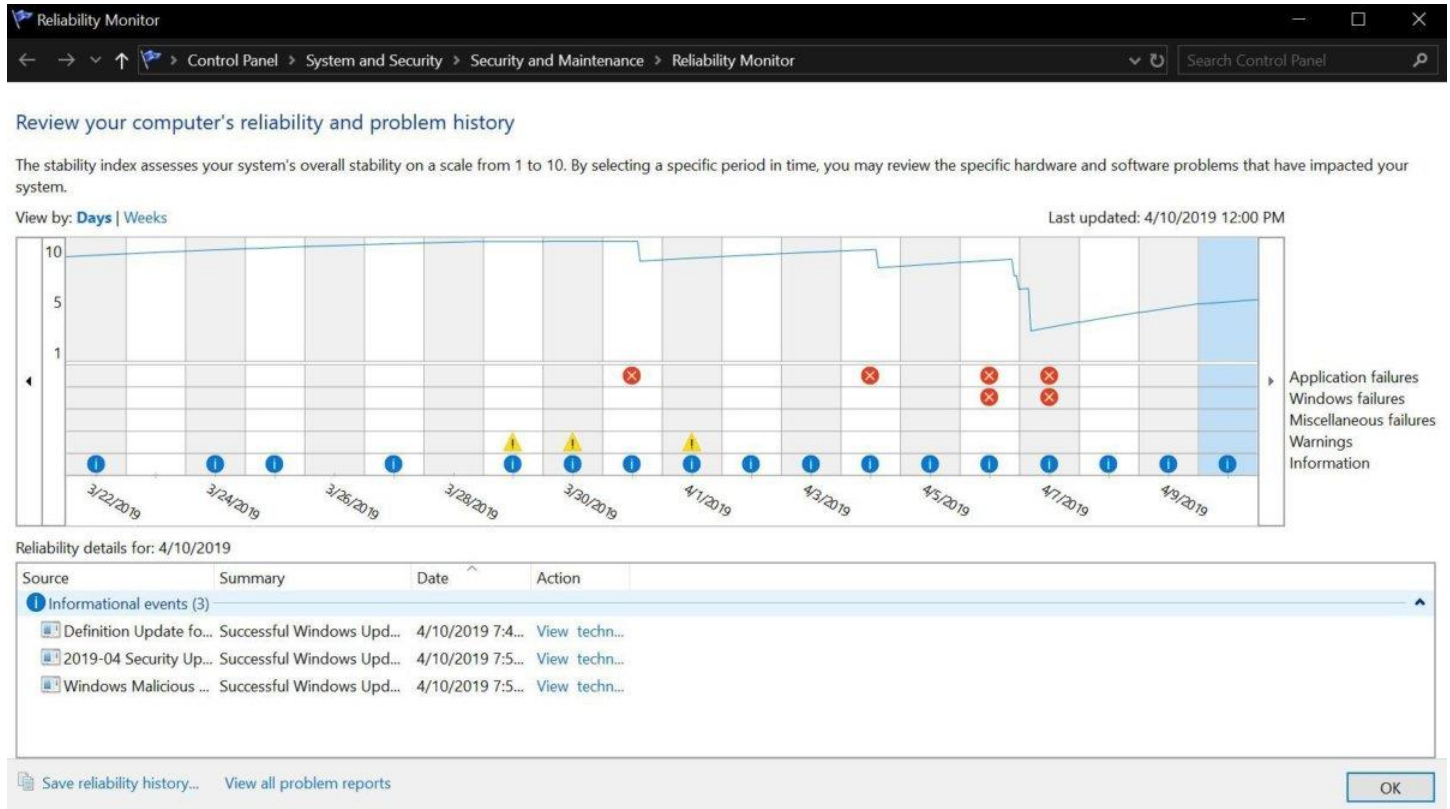 Reliability Monitor
Control Panel > System and Security > Security and Maintenance > Reliability Monitor
Search Control Panel
Review your computer's reliability and problem history
The stability index assesses your system's overall stability on a scale from 1 to 10. By selecting a specific period in time, you may review the specific hardware and software problems that have impacted your
system.
View by: Days | Weeks
Last updated: 4/10/2019 12:00 PM
10
5
1
Application failures
Windows failures
Miscellaneous failures
Warnings
Information
3/22/2019 3/24/2019 3/26/2019 3/28/2019 3/30/2019 4/1/2019 4/3/2019 4/5/2019 4/7/2019 4/9/2019
Reliability details for: 4/10/2019
Source Summary Date Action
Informational events (3)
Definition Update fo... Successful Windows Upd... 4/10/2019 7:4... View techn...
2019-04 Security Up... Successful Windows Upd... 4/10/2019 7:5... View techn...
Windows Malicious ... Successful Windows Upd... 4/10/2019 7:5... View techn...
Save reliability history... View all problem reports
OK